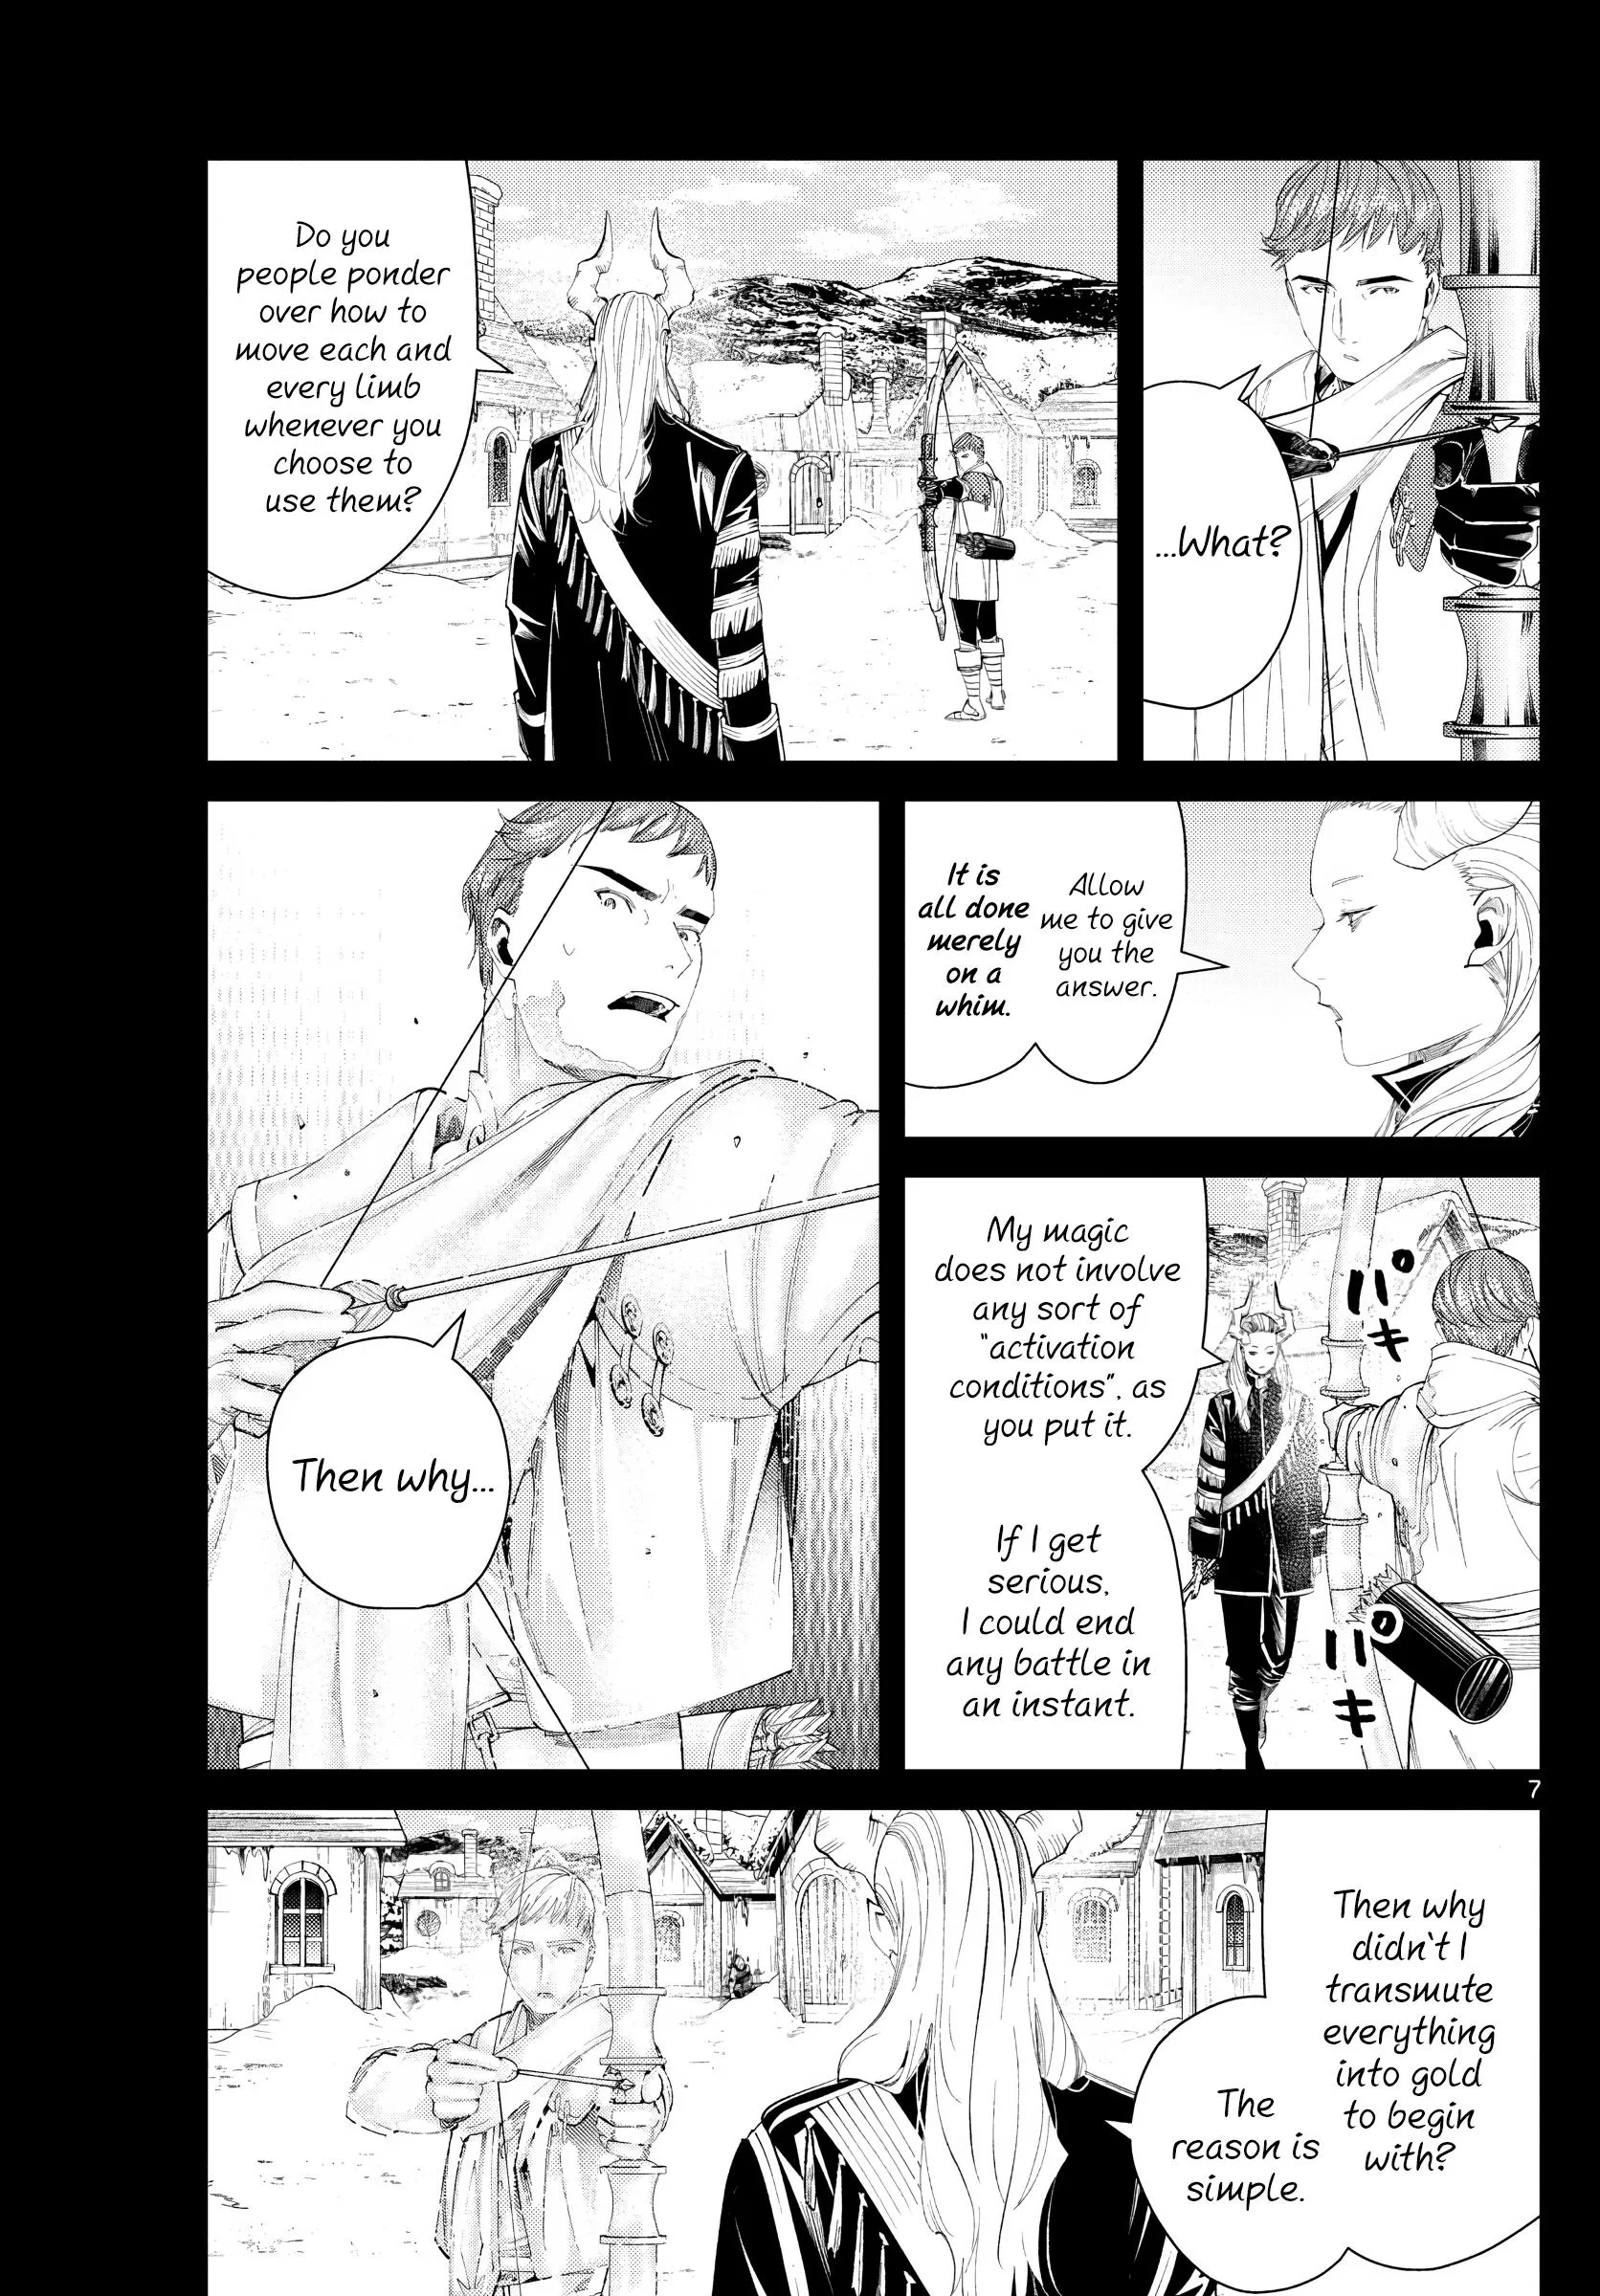 ...What?
Do you
people ponder
over how to
move each and
every limb
whenever you
choose to
use them?
Allow
me to give
you the
answer.
It is
all done
merely
on a
whim.
My magic
does not involve
any sort of
"activation
conditions", as
you put it.
If I get
serious,
I could end
any battle in
an instant.
パキ
パキ
Then why...
7
Then why
didn't I
transmute
everything
into gold
to begin
with?
The
reason is
simple.